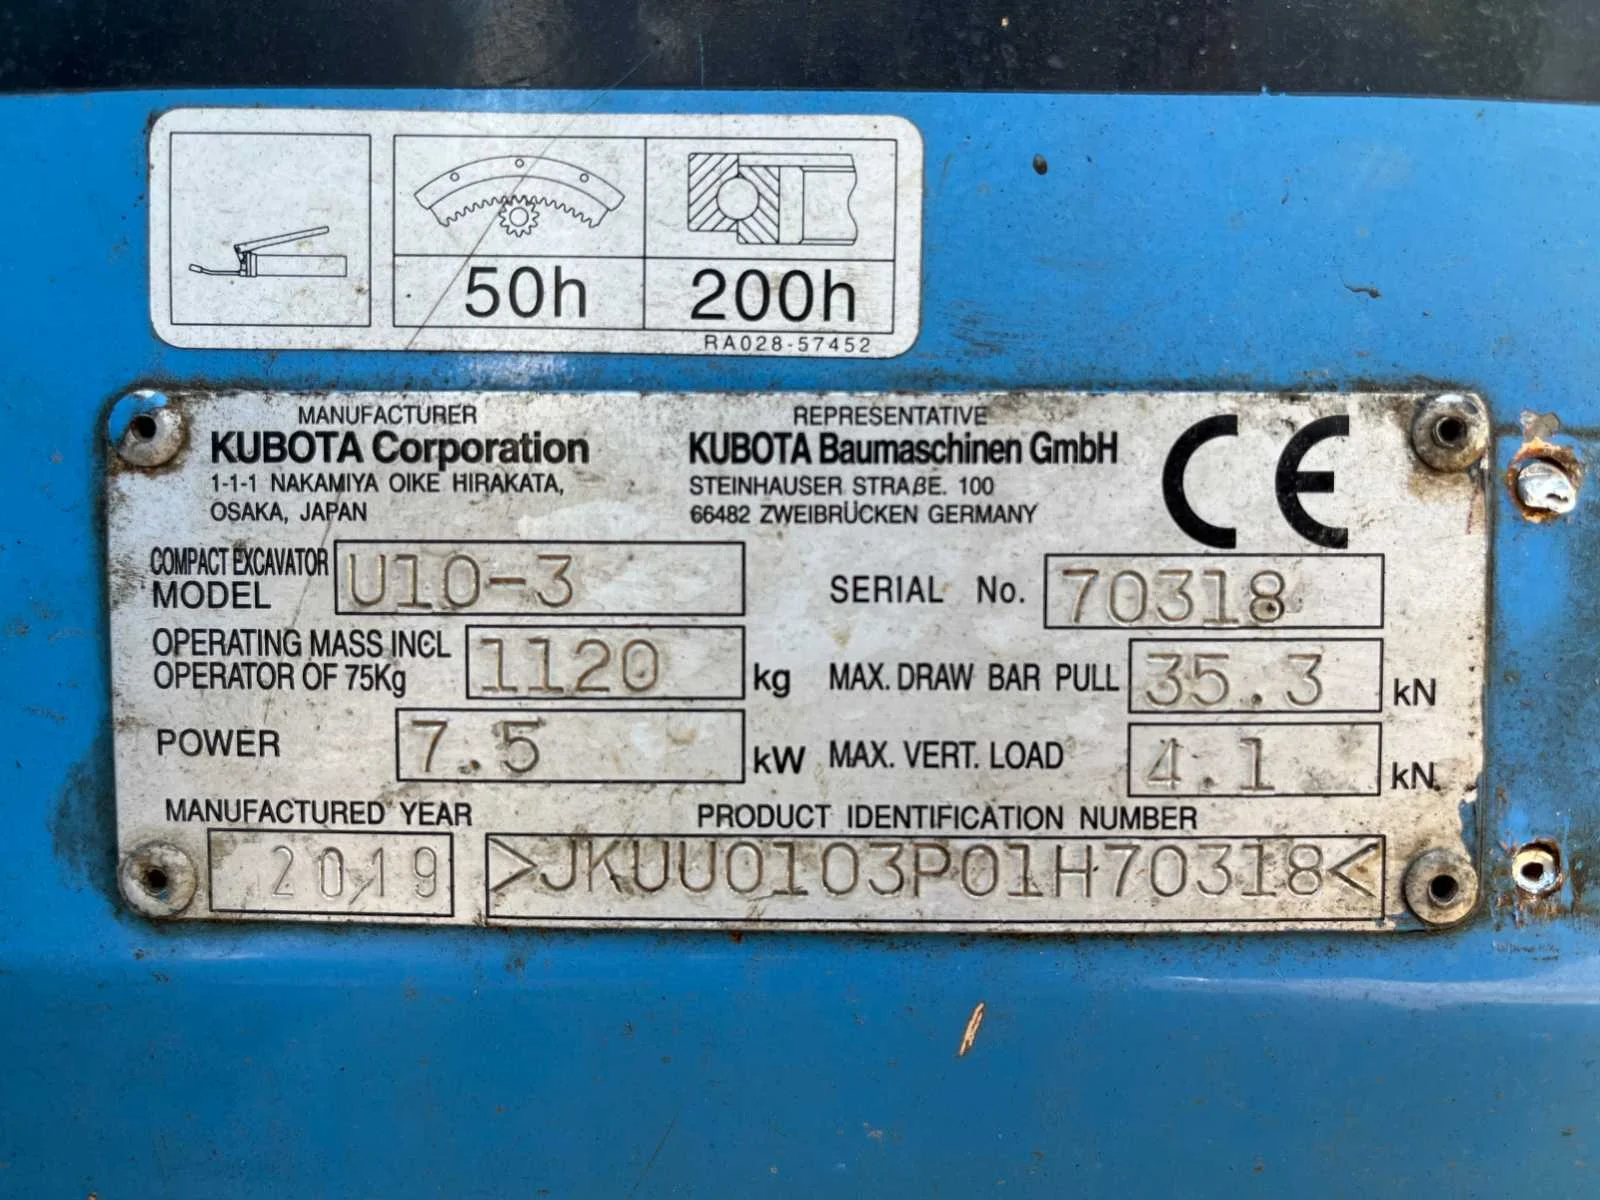 50h
200h
RA028-57452
MANUFACTURER
KUBOTA Corporation
1-1-1 NAKAMIYA OIKE HIRAKATA,
OSAKA, JAPAN
REPRESENTATIVE
KUBOTA Baumaschinen GmbH
STEINHAUSER STRAßE. 100
66482 ZWEIBRÜCKEN GERMANY
CE
COMPACT EXCAVATOR
MODEL U10-3
SERIAL No. 70318
OPERATING MASS INCL
OPERATOR OF 75Kg 1120 kg
MAX. DRAW BAR PULL 35.3 kN
POWER 7.5 kW
MAX. VERT. LOAD 4.1 kN
MANUFACTURED YEAR
2019
PRODUCT IDENTIFICATION NUMBER
>JKUU0103P01H70318<